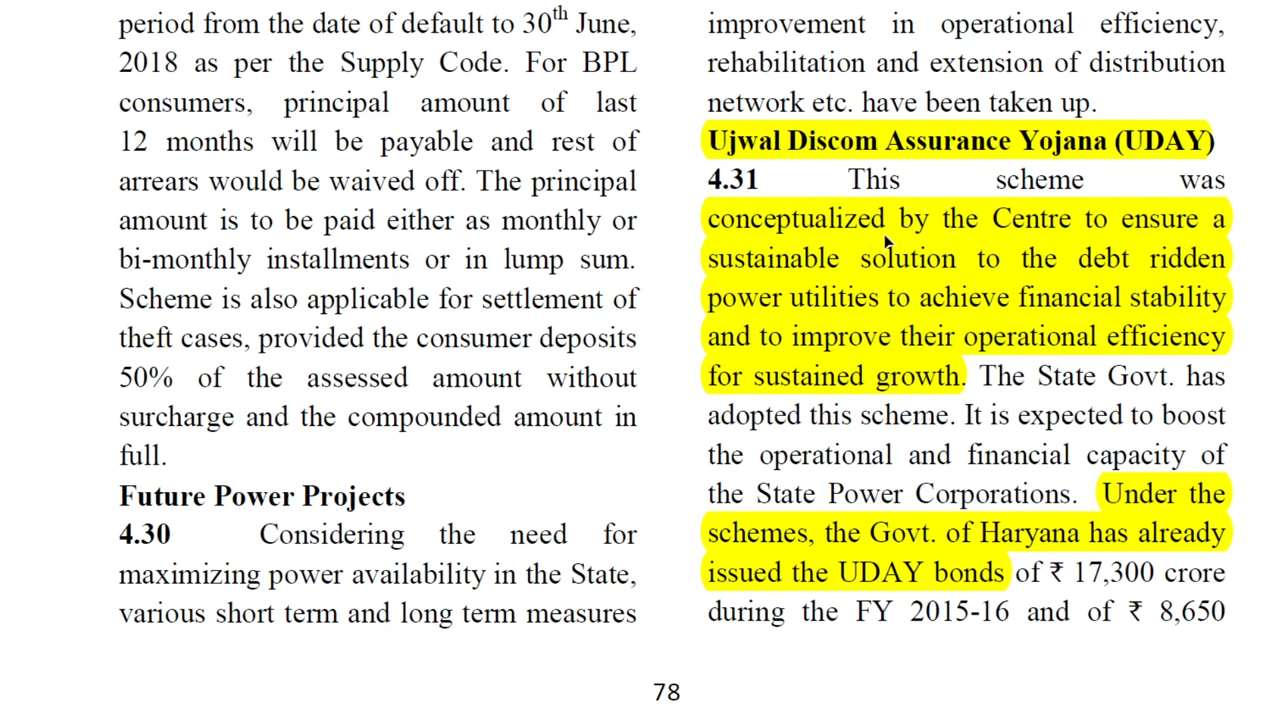 period from the date of default to 30th June,
2018 as per the Supply Code. For BPL
consumers, principal amount of last
12 months will be payable and rest of
arrears would be waived off. The principal
amount is to be paid either as monthly or
bi-monthly installments or in lump sum.
Scheme is also applicable for settlement of
theft cases, provided the consumer deposits
50% of the assessed amount without
surcharge and the compounded amount in
full.
Future Power Projects
4.30 Considering the need for
maximizing power availability in the State,
various short term and long term measures
improvement in operational efficiency,
rehabilitation and extension of distribution
network etc. have been taken up.
Ujwal Discom Assurance Yojana (UDAY)
4.31 This scheme was
conceptualized by the Centre to ensure a
sustainable solution to the debt ridden
power utilities to achieve financial stability
and to improve their operational efficiency
for sustained growth. The State Govt. has
adopted this scheme. It is expected to boost
the operational and financial capacity of
the State Power Corporations. Under the
schemes, the Govt. of Haryana has already
issued the UDAY bonds of ₹ 17,300 crore
during the FY 2015-16 and of ₹ 8,650
78